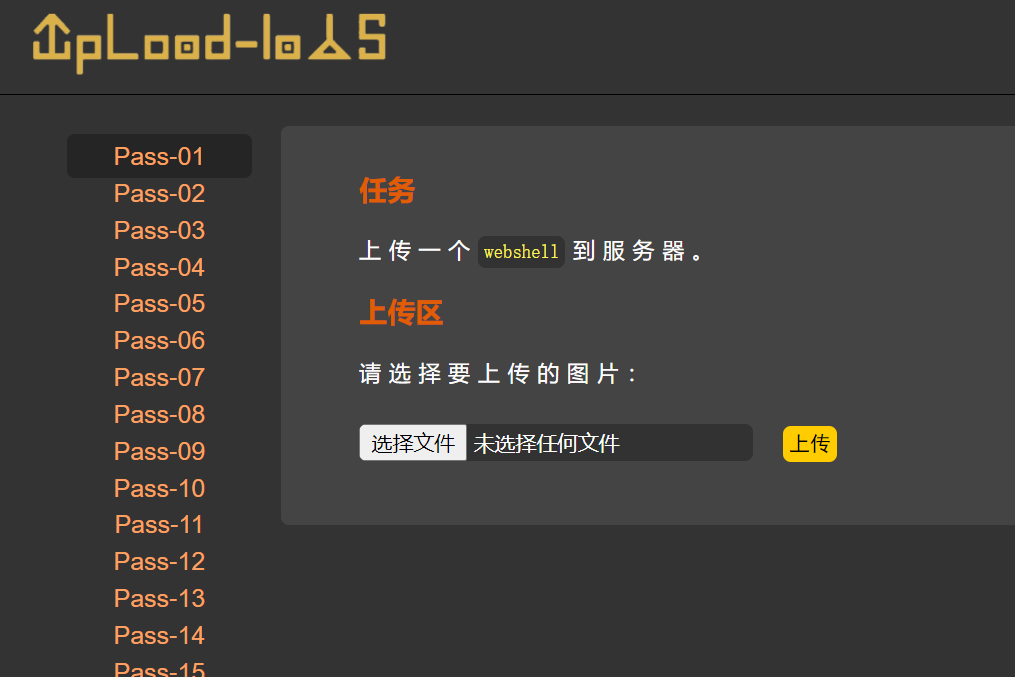 UpLoad-labs
Pass-01
Pass-02
Pass-03
Pass-04
Pass-05
Pass-06
Pass-07
Pass-08
Pass-09
Pass-10
Pass-11
Pass-12
Pass-13
Pass-14
Pass-15
任务
上传一个 webshell 到服务器。
上传区
请选择要上传的图片：
选择文件 未选择任何文件 上传